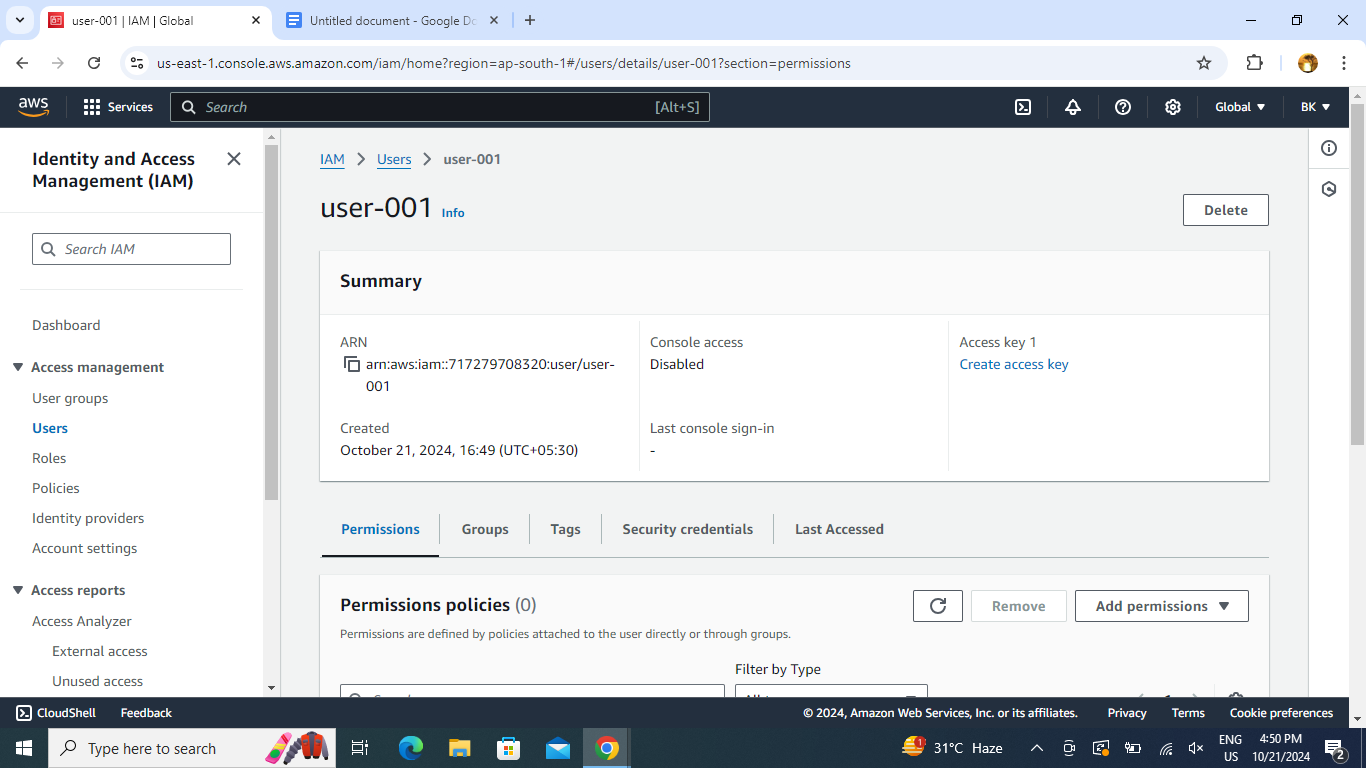 user-001 | IAM | Global
Untitled document - Google Do
us-east-1.console.aws.amazon.com/iam/home?region=ap-south-1#/users/details/user-001?section=permissions
aws
Services
Search
[Alt+S]
Global
BK
Identity and Access
Management (IAM)
Search IAM
Dashboard
Access management
User groups
Users
Roles
Policies
Identity providers
Account settings
Access reports
Access Analyzer
External access
Unused access
IAM
Users
user-001
user-001 Info
Delete
Summary
ARN
arn:aws:iam::717279708320:user/user-
001
Created
October 21, 2024, 16:49 (UTC+05:30)
Console access
Disabled
Last console sign-in
-
Access key 1
Create access key
Permissions
Groups
Tags
Security credentials
Last Accessed
Permissions policies (0)
Permissions are defined by policies attached to the user directly or through groups.
Remove
Add permissions
Filter by Type
CloudShell
Feedback
© 2024, Amazon Web Services, Inc. or its affiliates.
Privacy
Terms
Cookie preferences
Type here to search
1
31°C Haze
ENG
US
4:50 PM
10/21/2024
2